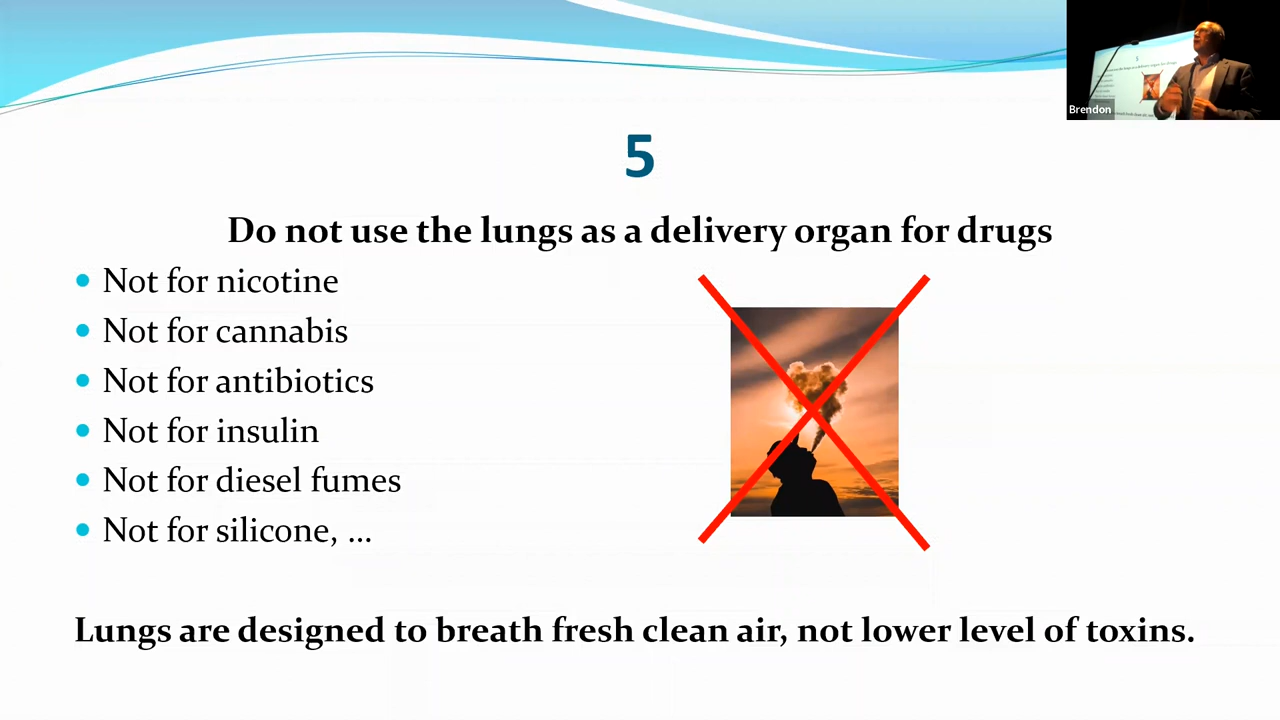 Brendon
5
Do not use the lungs as a delivery organ for drugs
Not for nicotine
Not for cannabis
Not for antibiotics
Not for insulin
Not for diesel fumes
Not for silicone, ...
Lungs are designed to breath fresh clean air, not lower level of toxins.